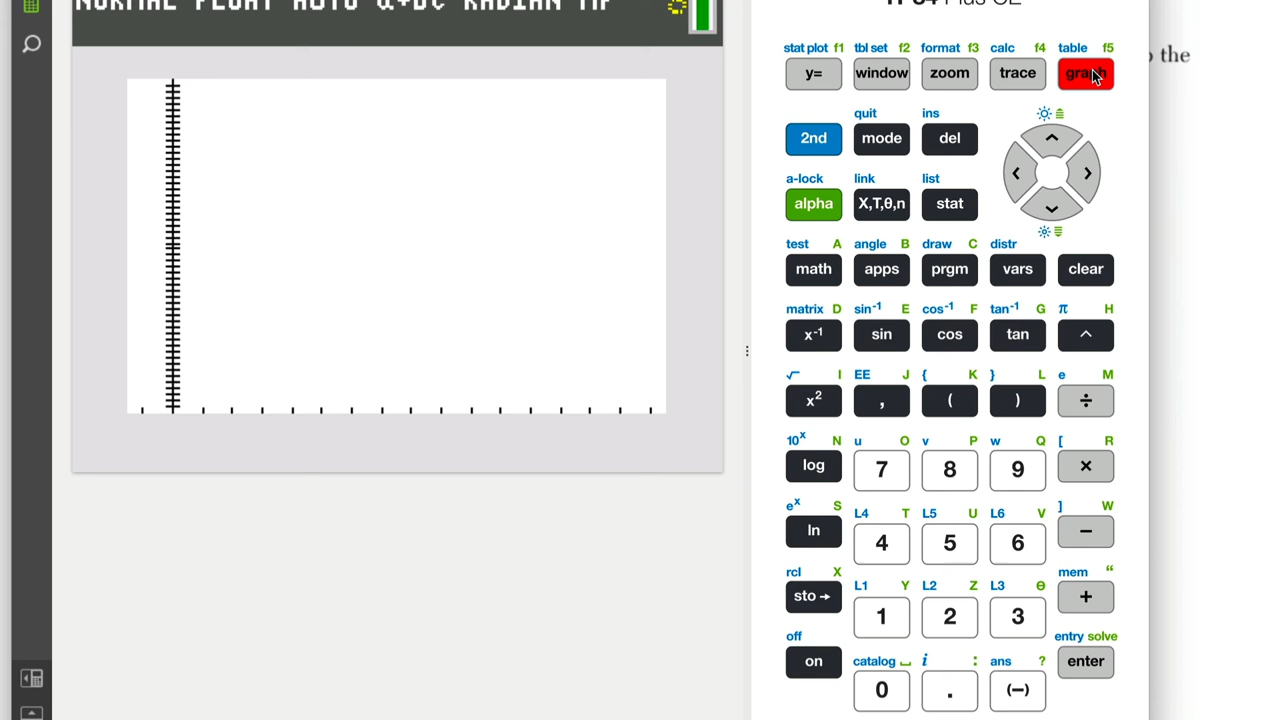 NORMAL FLOAT AUTO a+bi RADIAN MP
TI-84 Plus CE
the
stat plot f1 tbl set f2 format f3 calc f4 table f5
y= window zoom trace graph
quit ins
2nd mode del
a-lock link list
alpha X,T,θ,n stat
test A angle B draw C distr
math apps prgm vars clear
matrix D sin⁻¹ E cos⁻¹ F tan⁻¹ G π H
x⁻¹ sin cos tan ^
√ I EE J { K } L e M
x² , ( ) ÷
10ˣ N u O v P w Q [ R
log 7 8 9 ×
eˣ S L4 T L5 U L6 V ] W
ln 4 5 6 −
rcl X L1 Y L2 Z L3 θ mem “
sto→ 1 2 3 +
off catalog ⌴ i : ans ? entry solve
on 0 . (−) enter